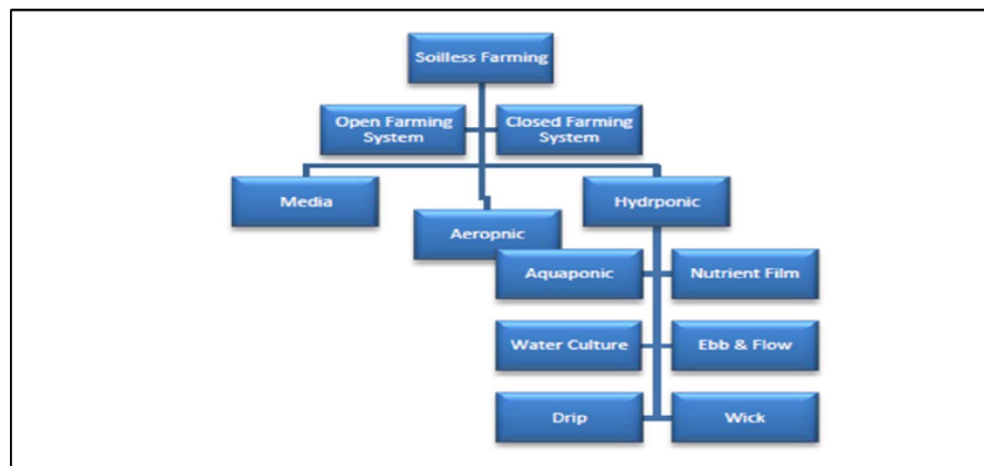 Soilless Farming
Open Farming
System
Closed Farming
System
Media
Hydrponic
Aeropnic
Aquaponic
Nutrient Film
Water Culture
Ebb & Flow
Drip
Wick